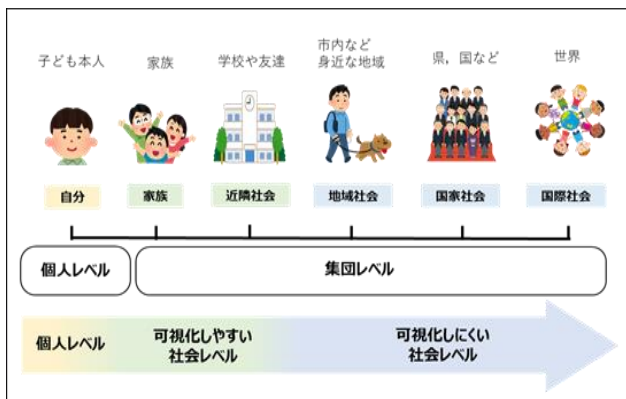 子ども本人
家族
学校や友達
市内など
身近な地域
県，国など
世界
自分
家族
近隣社会
地域社会
国家社会
国際社会
個人レベル
集団レベル
個人レベル
可視化しやすい
社会レベル
可視化しにくい
社会レベル